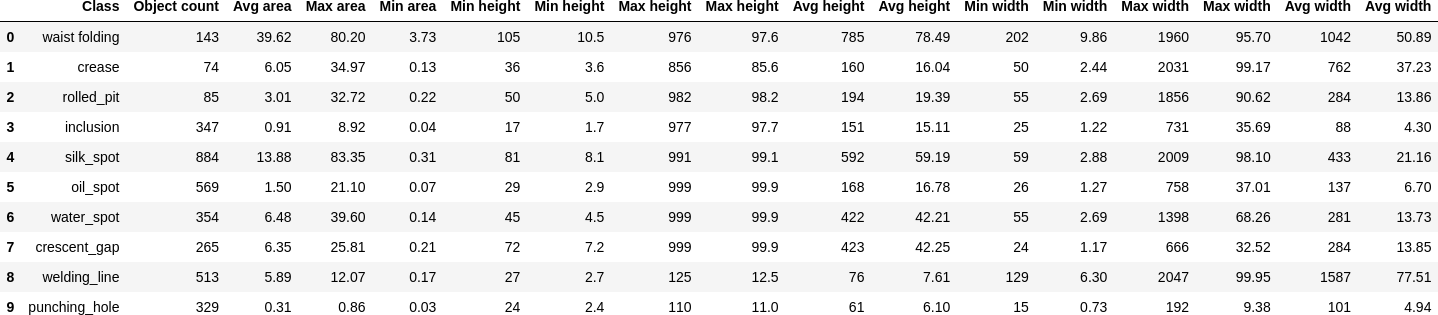 Class Object count Avg area Max area Min area Min height Min height Max height Max height Avg height Avg height Min width Min width Max width Max width Avg width Avg width
0 waist folding 143 39.62 80.20 3.73 105 10.5 976 97.6 785 78.49 202 9.86 1960 95.70 1042 50.89
1 crease 74 6.05 34.97 0.13 36 3.6 856 85.6 160 16.04 50 2.44 2031 99.17 762 37.23
2 rolled_pit 85 3.01 32.72 0.22 50 5.0 982 98.2 194 19.39 55 2.69 1856 90.62 284 13.86
3 inclusion 347 0.91 8.92 0.04 17 1.7 977 97.7 151 15.11 25 1.22 731 35.69 88 4.30
4 silk_spot 884 13.88 83.35 0.31 81 8.1 991 99.1 592 59.19 59 2.88 2009 98.10 433 21.16
5 oil_spot 569 1.50 21.10 0.07 29 2.9 999 99.9 168 16.78 26 1.27 758 37.01 137 6.70
6 water_spot 354 6.48 39.60 0.14 45 4.5 999 99.9 422 42.21 55 2.69 1398 68.26 281 13.73
7 crescent_gap 265 6.35 25.81 0.21 72 7.2 999 99.9 423 42.25 24 1.17 666 32.52 284 13.85
8 welding_line 513 5.89 12.07 0.17 27 2.7 125 12.5 76 7.61 129 6.30 2047 99.95 1587 77.51
9 punching_hole 329 0.31 0.86 0.03 24 2.4 110 11.0 61 6.10 15 0.73 192 9.38 101 4.94